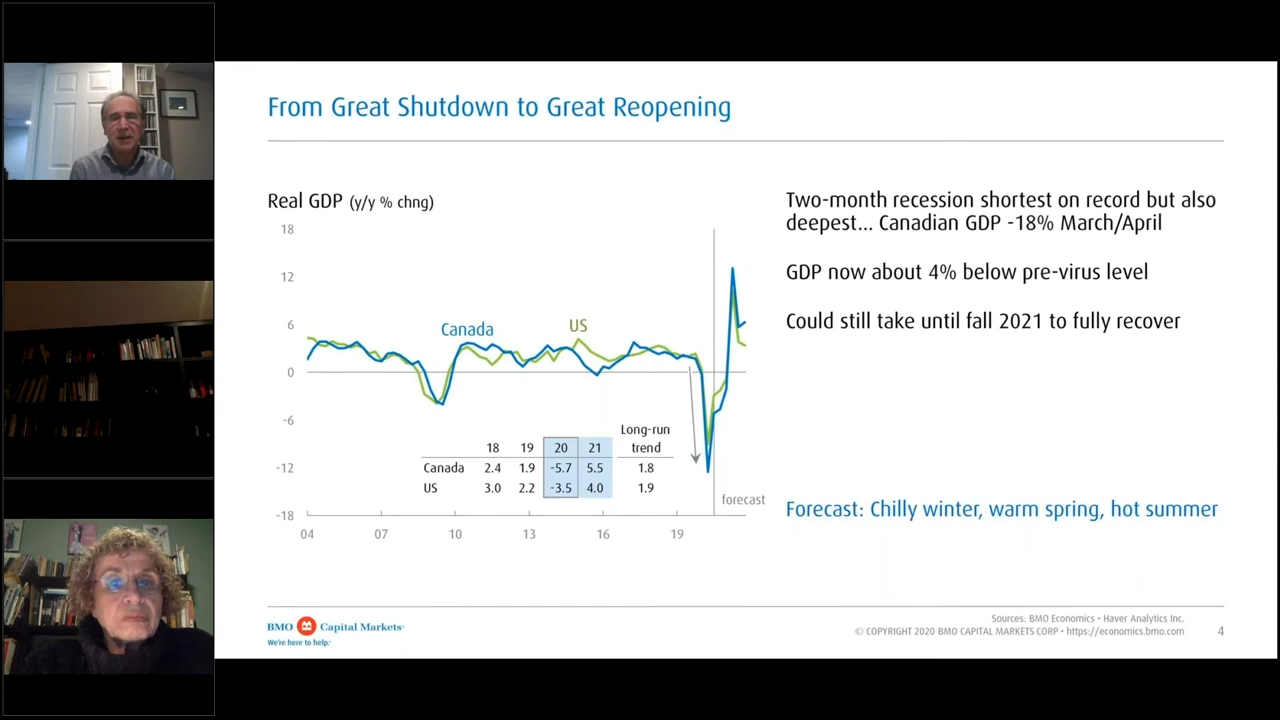 From Great Shutdown to Great Reopening
Real GDP (y/y % chng)
18
12
6
0
-6
-12
-18
Canada
US
04
07
10
13
16
19
forecast
Long-run
18 19 20 21 trend
Canada 2.4 1.9 -5.7 5.5 1.8
US 3.0 2.2 -3.5 4.0 1.9
Two-month recession shortest on record but also
deepest... Canadian GDP -18% March/April
GDP now about 4% below pre-virus level
Could still take until fall 2021 to fully recover
Forecast: Chilly winter, warm spring, hot summer
BMO Capital Markets
We're here to help.
Sources: BMO Economics • Haver Analytics Inc.
© COPYRIGHT 2020 BMO CAPITAL MARKETS CORP • https://economics.bmo.com
4